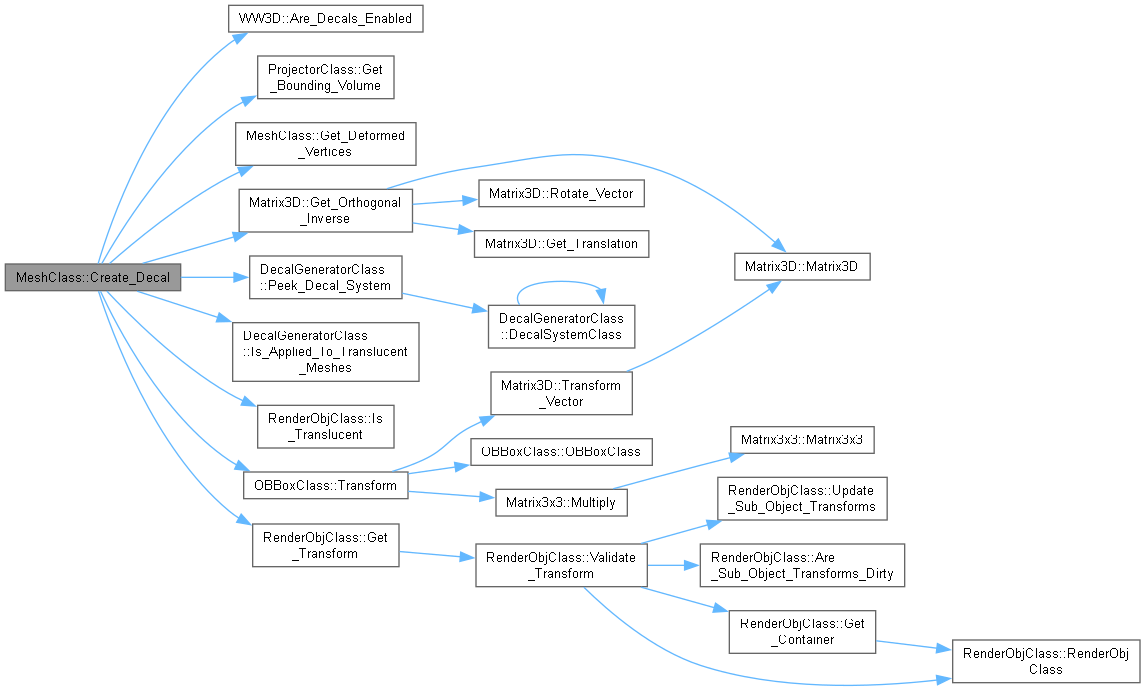 WW3D::Are_Decals_Enabled
ProjectorClass::Get
_Bounding_Volume
MeshClass::Get_Deformed
_Vertices
Matrix3D::Get_Orthogonal
_Inverse
Matrix3D::Rotate_Vector
Matrix3D::Get_Translation
Matrix3D::Matrix3D
MeshClass::Create_Decal
DecalGeneratorClass
::Peek_Decal_System
DecalGeneratorClass
::DecalSystemClass
DecalGeneratorClass
::Is_Applied_To_Translucent
_Meshes
Matrix3D::Transform
_Vector
RenderObjClass::Is
_Translucent
OBBoxClass::OBBoxClass
Matrix3x3::Matrix3x3
OBBoxClass::Transform
Matrix3x3::Multiply
RenderObjClass::Update
_Sub_Object_Transforms
RenderObjClass::Get
_Transform
RenderObjClass::Validate
_Transform
RenderObjClass::Are
_Sub_Object_Transforms_Dirty
RenderObjClass::Get
_Container
RenderObjClass::RenderObj
Class